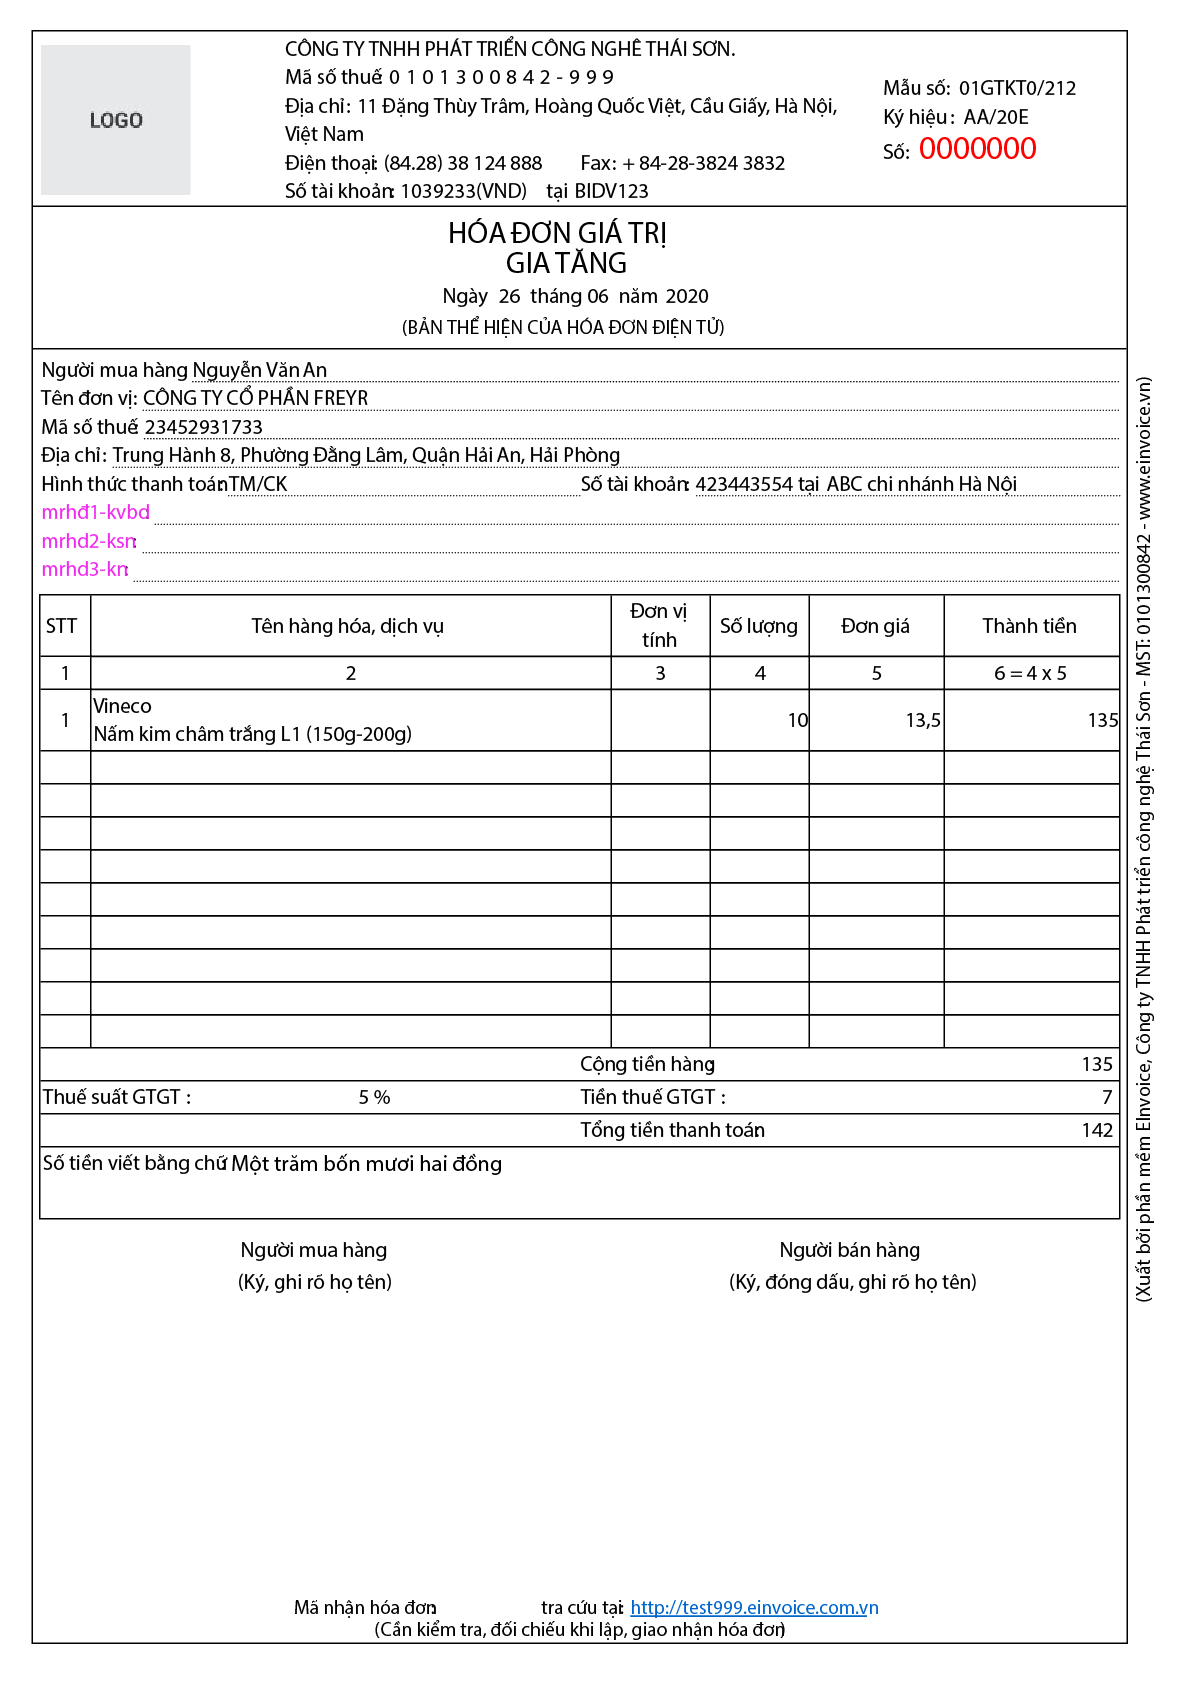 LOGO
CÔNG TY TNHH PHÁT TRIỂN CÔNG NGHÊ THÁI SƠN.
Mã số thuế: 0 1 0 1 3 0 0 8 4 2 - 9 9 9
Địa chỉ: 11 Đặng Thùy Trâm, Hoàng Quốc Việt, Cầu Giấy, Hà Nội,
Việt Nam
Điện thoại: (84.28) 38 124 888 Fax: + 84-28-3824 3832
Số tài khoản: 1039233(VND) tại BIDV123
Mẫu số: 01GTKT0/212
Ký hiệu: AA/20E
Số: 0000000
HÓA ĐƠN GIÁ TRỊ
GIA TĂNG
Ngày 26 tháng 06 năm 2020
(BẢN THỂ HIỆN CỦA HÓA ĐƠN ĐIỆN TỬ)
Người mua hàng: Nguyễn Văn An
Tên đơn vị: CÔNG TY CỔ PHẦN FREYR
Mã số thuế: 23452931733
Địa chỉ: Trung Hành 8, Phường Đằng Lâm, Quận Hải An, Hải Phòng
Hình thức thanh toán: TM/CK Số tài khoản: 423443554 tại ABC chi nhánh Hà Nội
mrhđ1-kvbd:
mrhd2-ksn:
mrhd3-kn:
STT Tên hàng hóa, dịch vụ Đơn vị tính Số lượng Đơn giá Thành tiền
1 2 3 4 5 6 = 4 x 5
1 Vineco 10 13,5 135
Nấm kim châm trắng L1 (150g-200g)
Cộng tiền hàng: 135
Thuế suất GTGT : 5 % Tiền thuế GTGT : 7
Tổng tiền thanh toán: 142
Số tiền viết bằng chữ: Một trăm bốn mươi hai đồng
Người mua hàng Người bán hàng
(Ký, ghi rõ họ tên) (Ký, đóng dấu, ghi rõ họ tên)
Mã nhận hóa đơn: tra cứu tại: http://test999.einvoice.com.vn
(Cần kiểm tra, đối chiếu khi lập, giao nhận hóa đơn)
(Xuất bởi phần mềm EInvoice, Công ty TNHH Phát triển công nghệ Thái Sơn - MST: 0101300842 - www.einvoice.vn)